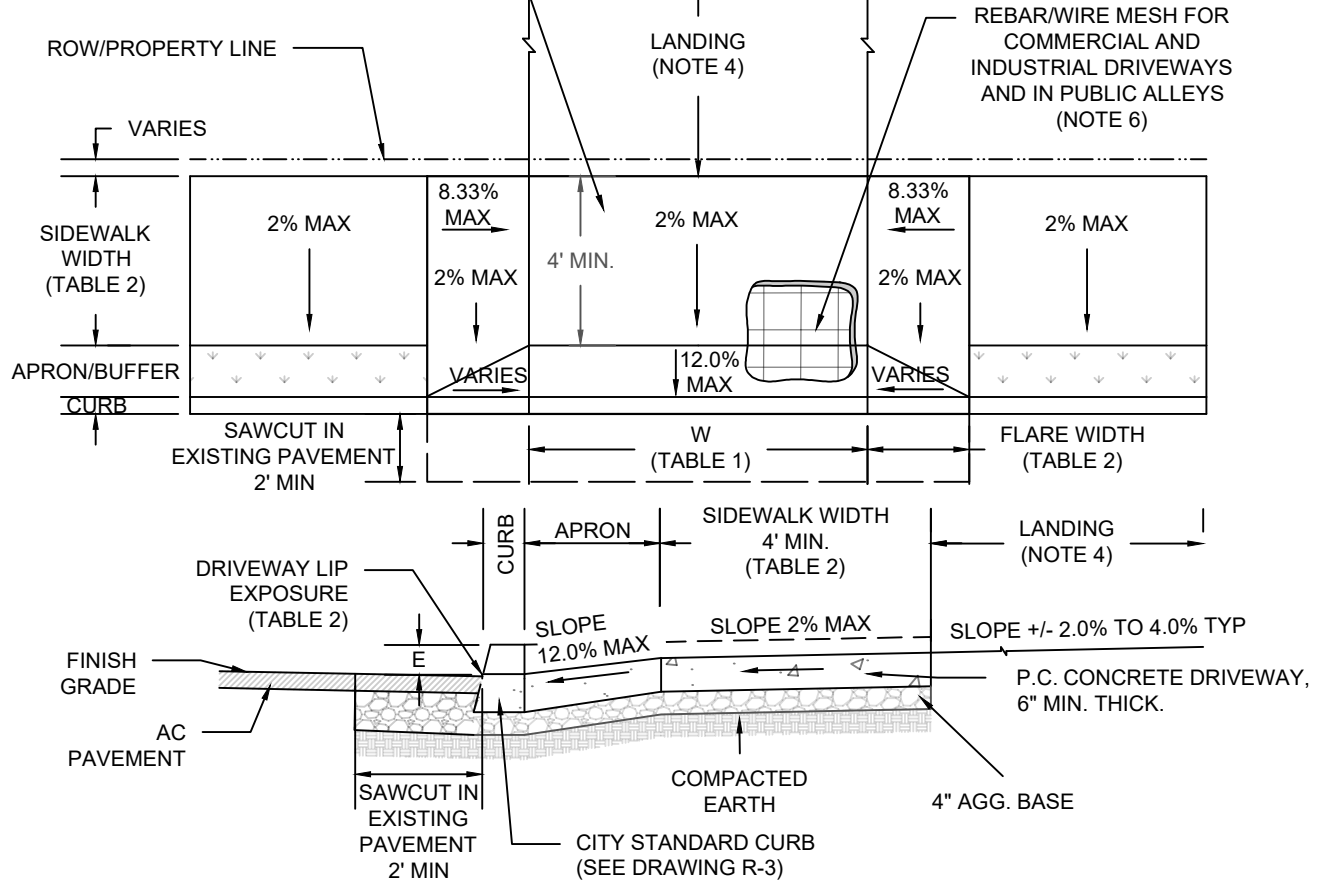 ROW/PROPERTY LINE
LANDING
(NOTE 4)
REBAR/WIRE MESH FOR
COMMERCIAL AND
INDUSTRIAL DRIVEWAYS
AND IN PUBLIC ALLEYS
(NOTE 6)
VARIES
SIDEWALK
WIDTH
(TABLE 2)
2% MAX
8.33%
MAX
2% MAX
4' MIN.
2% MAX
8.33%
MAX
2% MAX
2% MAX
APRON/BUFFER
VARIES
12.0%
MAX
VARIES
CURB
SAWCUT IN
EXISTING PAVEMENT
2' MIN
W
(TABLE 1)
FLARE WIDTH
(TABLE 2)
CURB
APRON
SIDEWALK WIDTH
4' MIN.
(TABLE 2)
LANDING
(NOTE 4)
DRIVEWAY LIP
EXPOSURE
(TABLE 2)
E
SLOPE
12.0% MAX
SLOPE 2% MAX
SLOPE +/- 2.0% TO 4.0% TYP
FINISH
GRADE
P.C. CONCRETE DRIVEWAY,
6" MIN. THICK.
AC
PAVEMENT
COMPACTED
EARTH
4" AGG. BASE
SAWCUT IN
EXISTING
PAVEMENT
2' MIN
CITY STANDARD CURB
(SEE DRAWING R-3)